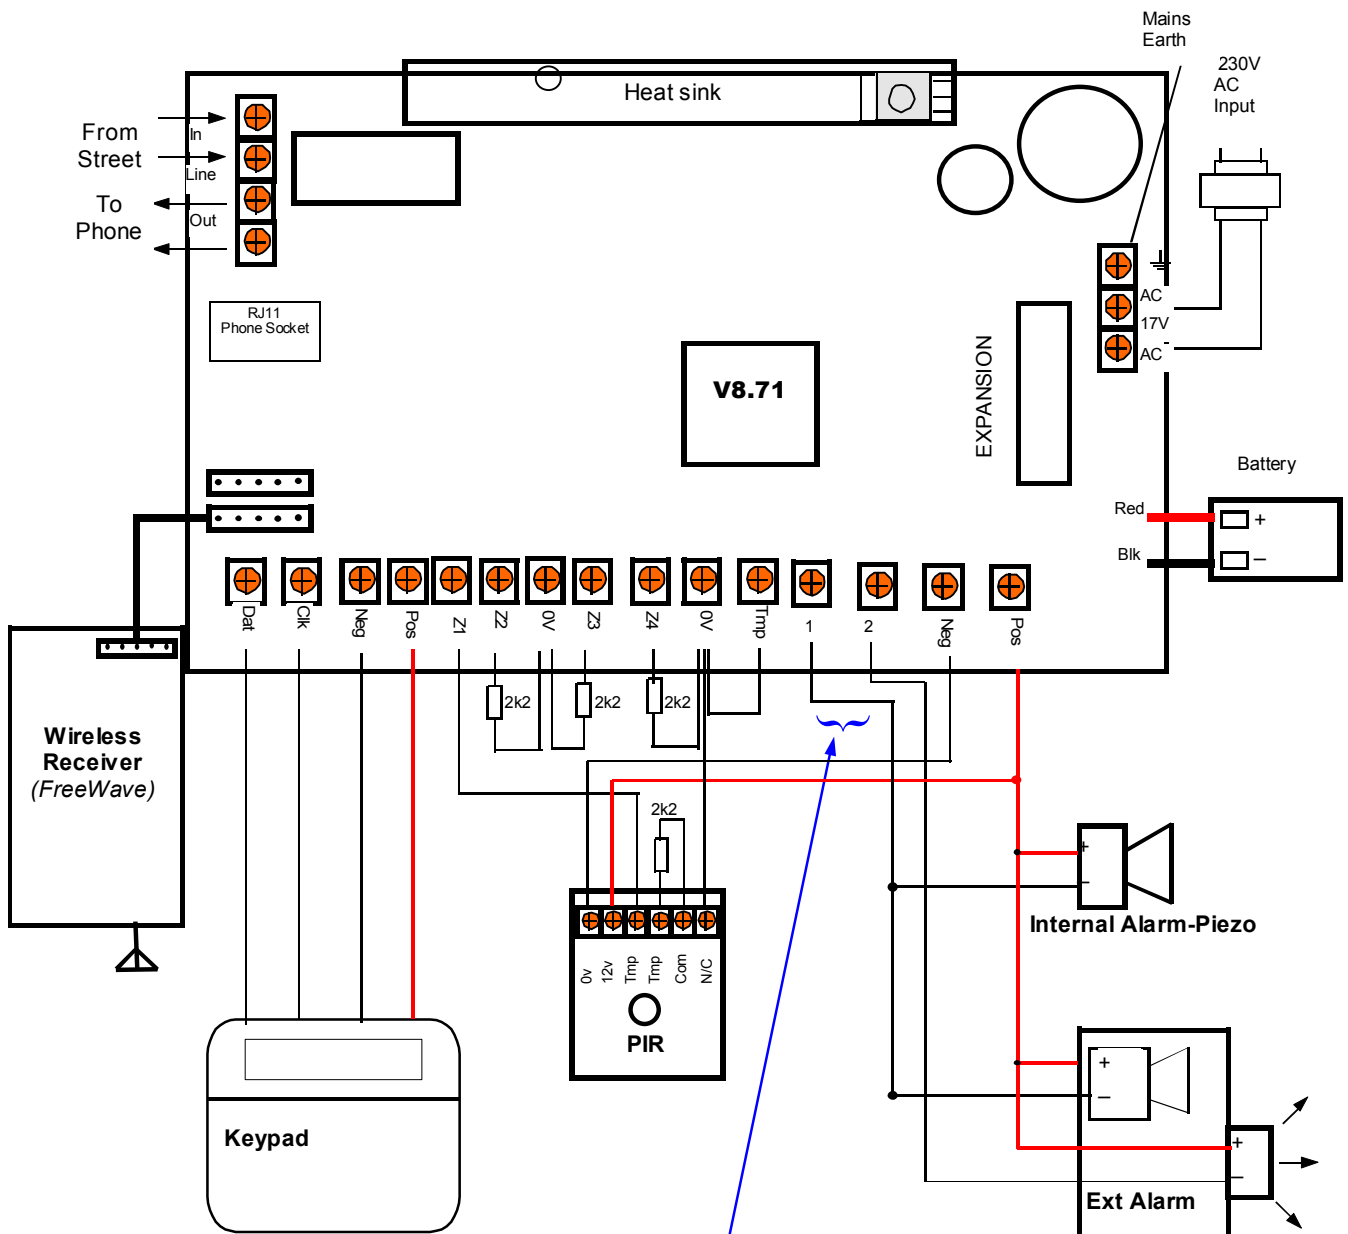 Mains
Earth
230V
AC
Input
Heat sink
From
Street
In
Line
To
Phone
Out
RJ11
Phone Socket
AC
17V
AC
V8.71
EXPANSION
Battery
Red
+
Blk
–
Dat
Clk
Neg
Pos
Z1
Z2
0V
Z3
Z4
0V
Tmp
1
2
Neg
Pos
2k2
2k2
2k2
Wireless
Receiver
(FreeWave)
2k2
+
–
Internal Alarm-Piezo
0v
12v
Tmp
Tmp
Com
N/C
PIR
+
–
Keypad
+
–
Ext Alarm